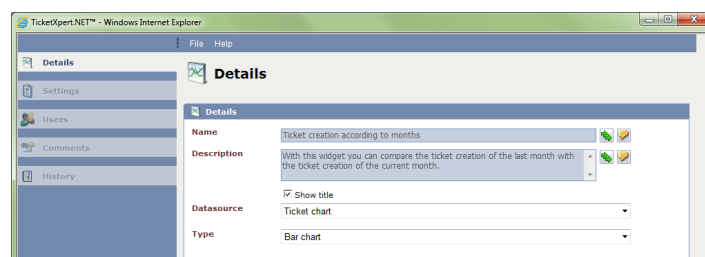 TicketXpert.NET™ - Windows Internet Explorer
File Help
Details
Settings
Users
Comments
History
Details
Details
Name
Ticket creation according to months
Description
With this widget you can compare the ticket creation of the last month with
the ticket creation of the current month.
Show title
Datasource
Ticket chart
Type
Bar chart